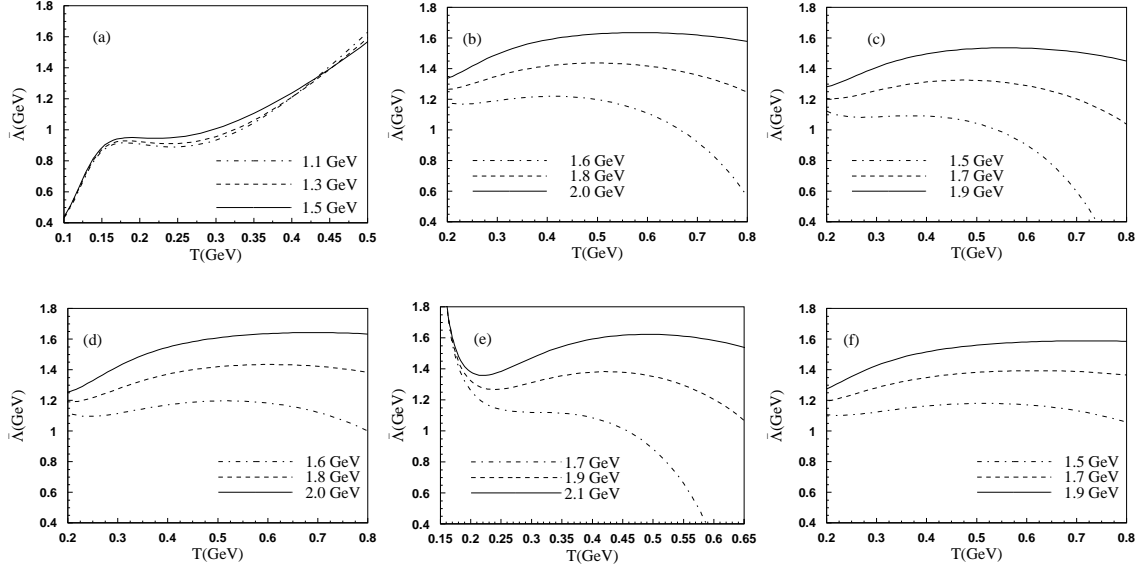 (a)
Λ̄(GeV)
1.8
1.6
1.4
1.2
1
0.8
0.6
0.4
1.1 GeV
1.3 GeV
1.5 GeV
0.1 0.15 0.2 0.25 0.3 0.35 0.4 0.45 0.5
T(GeV)
(b)
Λ̄(GeV)
1.8
1.6
1.4
1.2
1
0.8
0.6
0.4
1.6 GeV
1.8 GeV
2.0 GeV
0.2 0.3 0.4 0.5 0.6 0.7 0.8
T(GeV)
(c)
Λ̄(GeV)
1.8
1.6
1.4
1.2
1
0.8
0.6
0.4
1.5 GeV
1.7 GeV
1.9 GeV
0.2 0.3 0.4 0.5 0.6 0.7 0.8
T(GeV)
(d)
Λ̄(GeV)
1.8
1.6
1.4
1.2
1
0.8
0.6
0.4
1.6 GeV
1.8 GeV
2.0 GeV
0.2 0.3 0.4 0.5 0.6 0.7 0.8
T(GeV)
(e)
Λ̄(GeV)
1.8
1.6
1.4
1.2
1
0.8
0.6
0.4
1.7 GeV
1.9 GeV
2.1 GeV
0.15 0.2 0.25 0.3 0.35 0.4 0.45 0.5 0.55 0.6 0.65
T(GeV)
(f)
Λ̄(GeV)
1.8
1.6
1.4
1.2
1
0.8
0.6
0.4
1.5 GeV
1.7 GeV
1.9 GeV
0.2 0.3 0.4 0.5 0.6 0.7 0.8
T(GeV)